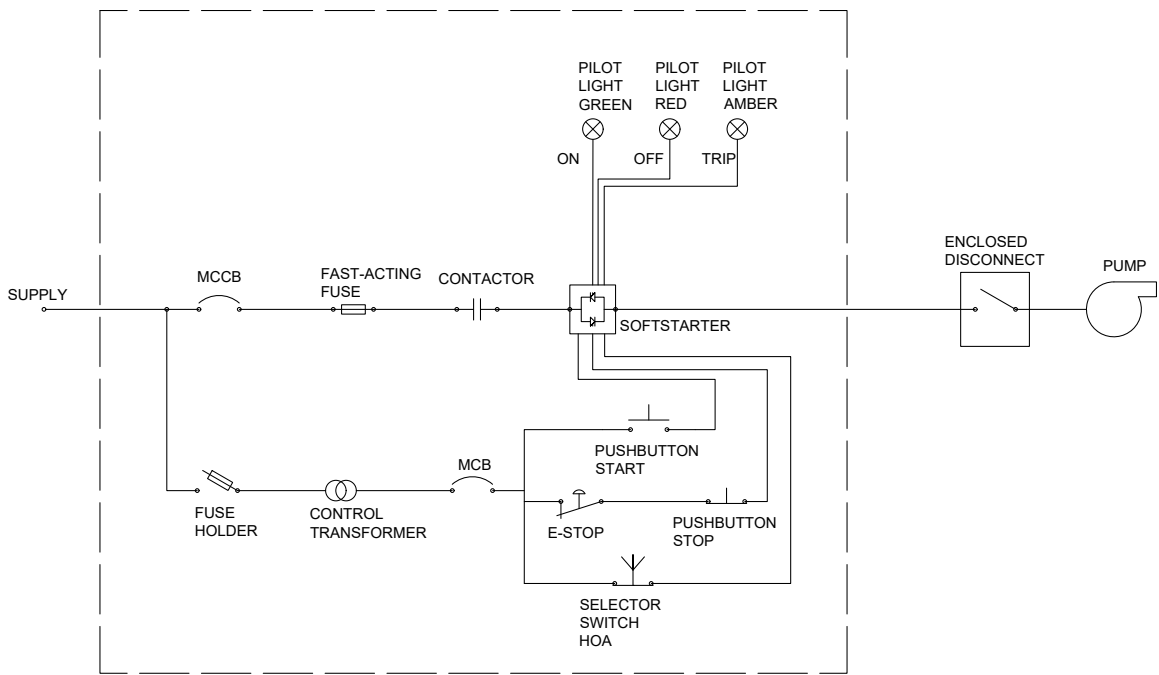 PILOT
LIGHT
GREEN
PILOT
LIGHT
RED
PILOT
LIGHT
AMBER
ON
OFF
TRIP
SUPPLY
MCCB
FAST-ACTING
FUSE
CONTACTOR
SOFTSTARTER
ENCLOSED
DISCONNECT
PUMP
PUSHBUTTON
START
FUSE
HOLDER
CONTROL
TRANSFORMER
MCB
E-STOP
PUSHBUTTON
STOP
SELECTOR
SWITCH
HOA